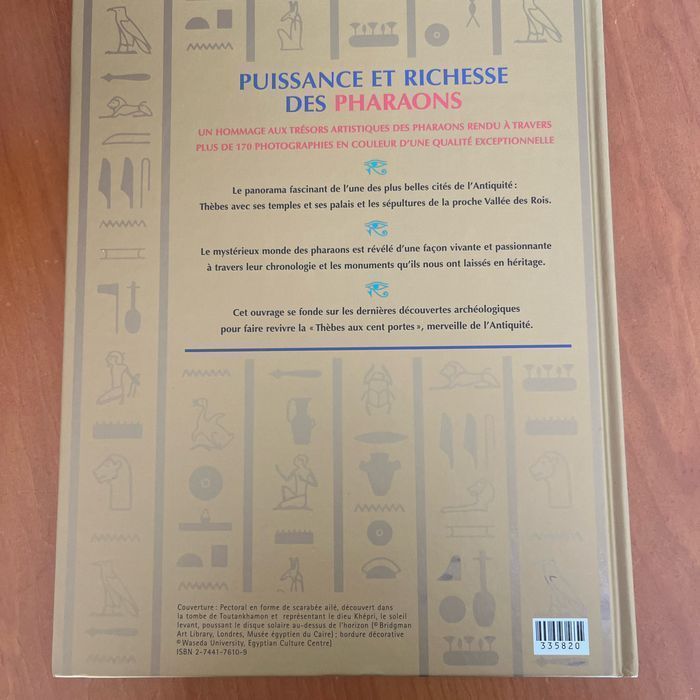 PUISSANCE ET RICHESSE
DES PHARAONS
UN HOMMAGE AUX TRÉSORS ARTISTIQUES DES PHARAONS RENDU À TRAVERS
PLUS DE 170 PHOTOGRAPHIES EN COULEUR D'UNE QUALITÉ EXCEPTIONNELLE
Le panorama fascinant de l'une des plus belles cités de l'Antiquité :
Thèbes avec ses temples et ses palais et les sépultures de la proche Vallée des Rois.
Le mystérieux monde des pharaons est révélé d'une façon vivante et passionnante
à travers leur chronologie et les monuments qu'ils nous ont laissés en héritage.
Cet ouvrage se fonde sur les dernières découvertes archéologiques
pour faire revivre la « Thèbes aux cent portes », merveille de l'Antiquité.
Couverture : Pectoral en forme de scarabée ailé, découvert dans
la tombe de Toutankhamon et représentant le dieu Khépri, le soleil
levant, poussant le disque solaire au-dessus de l'horizon (© Bridgman
Art Library, Londres, Musée égyptien du Caire) ; bordure décorative
© Waseda University, Egyptian Culture Centre)
ISBN 2-7441-7610-9
335820